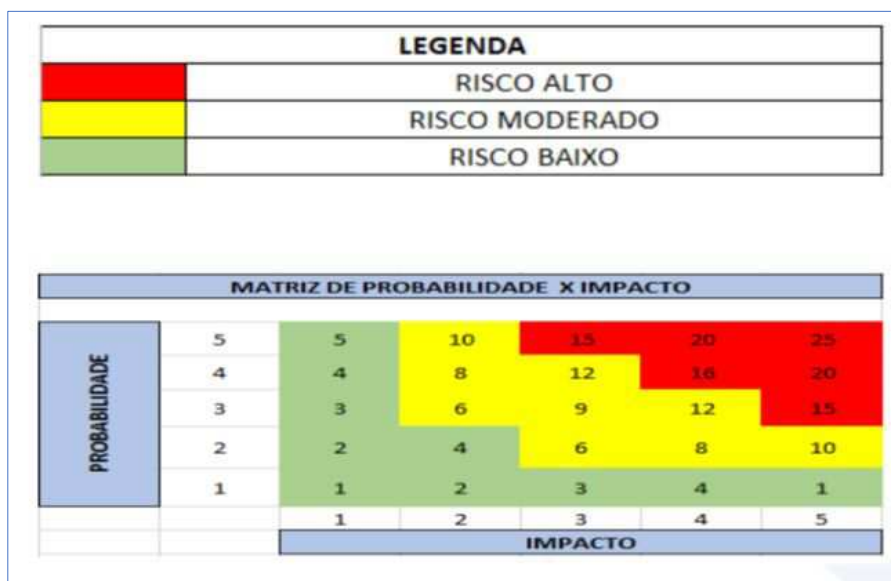 LEGENDA
RISCO ALTO
RISCO MODERADO
RISCO BAIXO
MATRIZ DE PROBABILIDADE X IMPACTO
PROBABILIDADE
5 5 10 15 20 25
4 4 8 12 16 20
3 3 6 9 12 15
2 2 4 6 8 10
1 1 2 3 4 1
1 2 3 4 5
IMPACTO